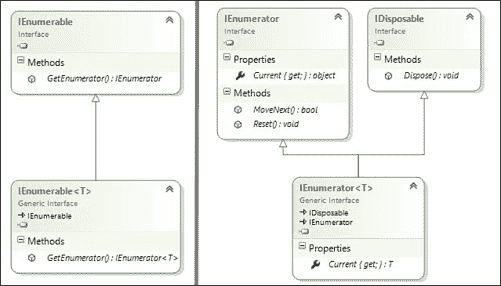 IEnumerable
Interface
Methods
GetEnumerator() : IEnumerator
IEnumerable<T>
Generic Interface
IEnumerable
Methods
GetEnumerator() : IEnumerator<T>
IEnumerator
Interface
Properties
Current { get; } : object
Methods
MoveNext() : bool
Reset() : void
IDisposable
Interface
Methods
Dispose() : void
IEnumerator<T>
Generic Interface
IDisposable
IEnumerator
Properties
Current { get; } : T